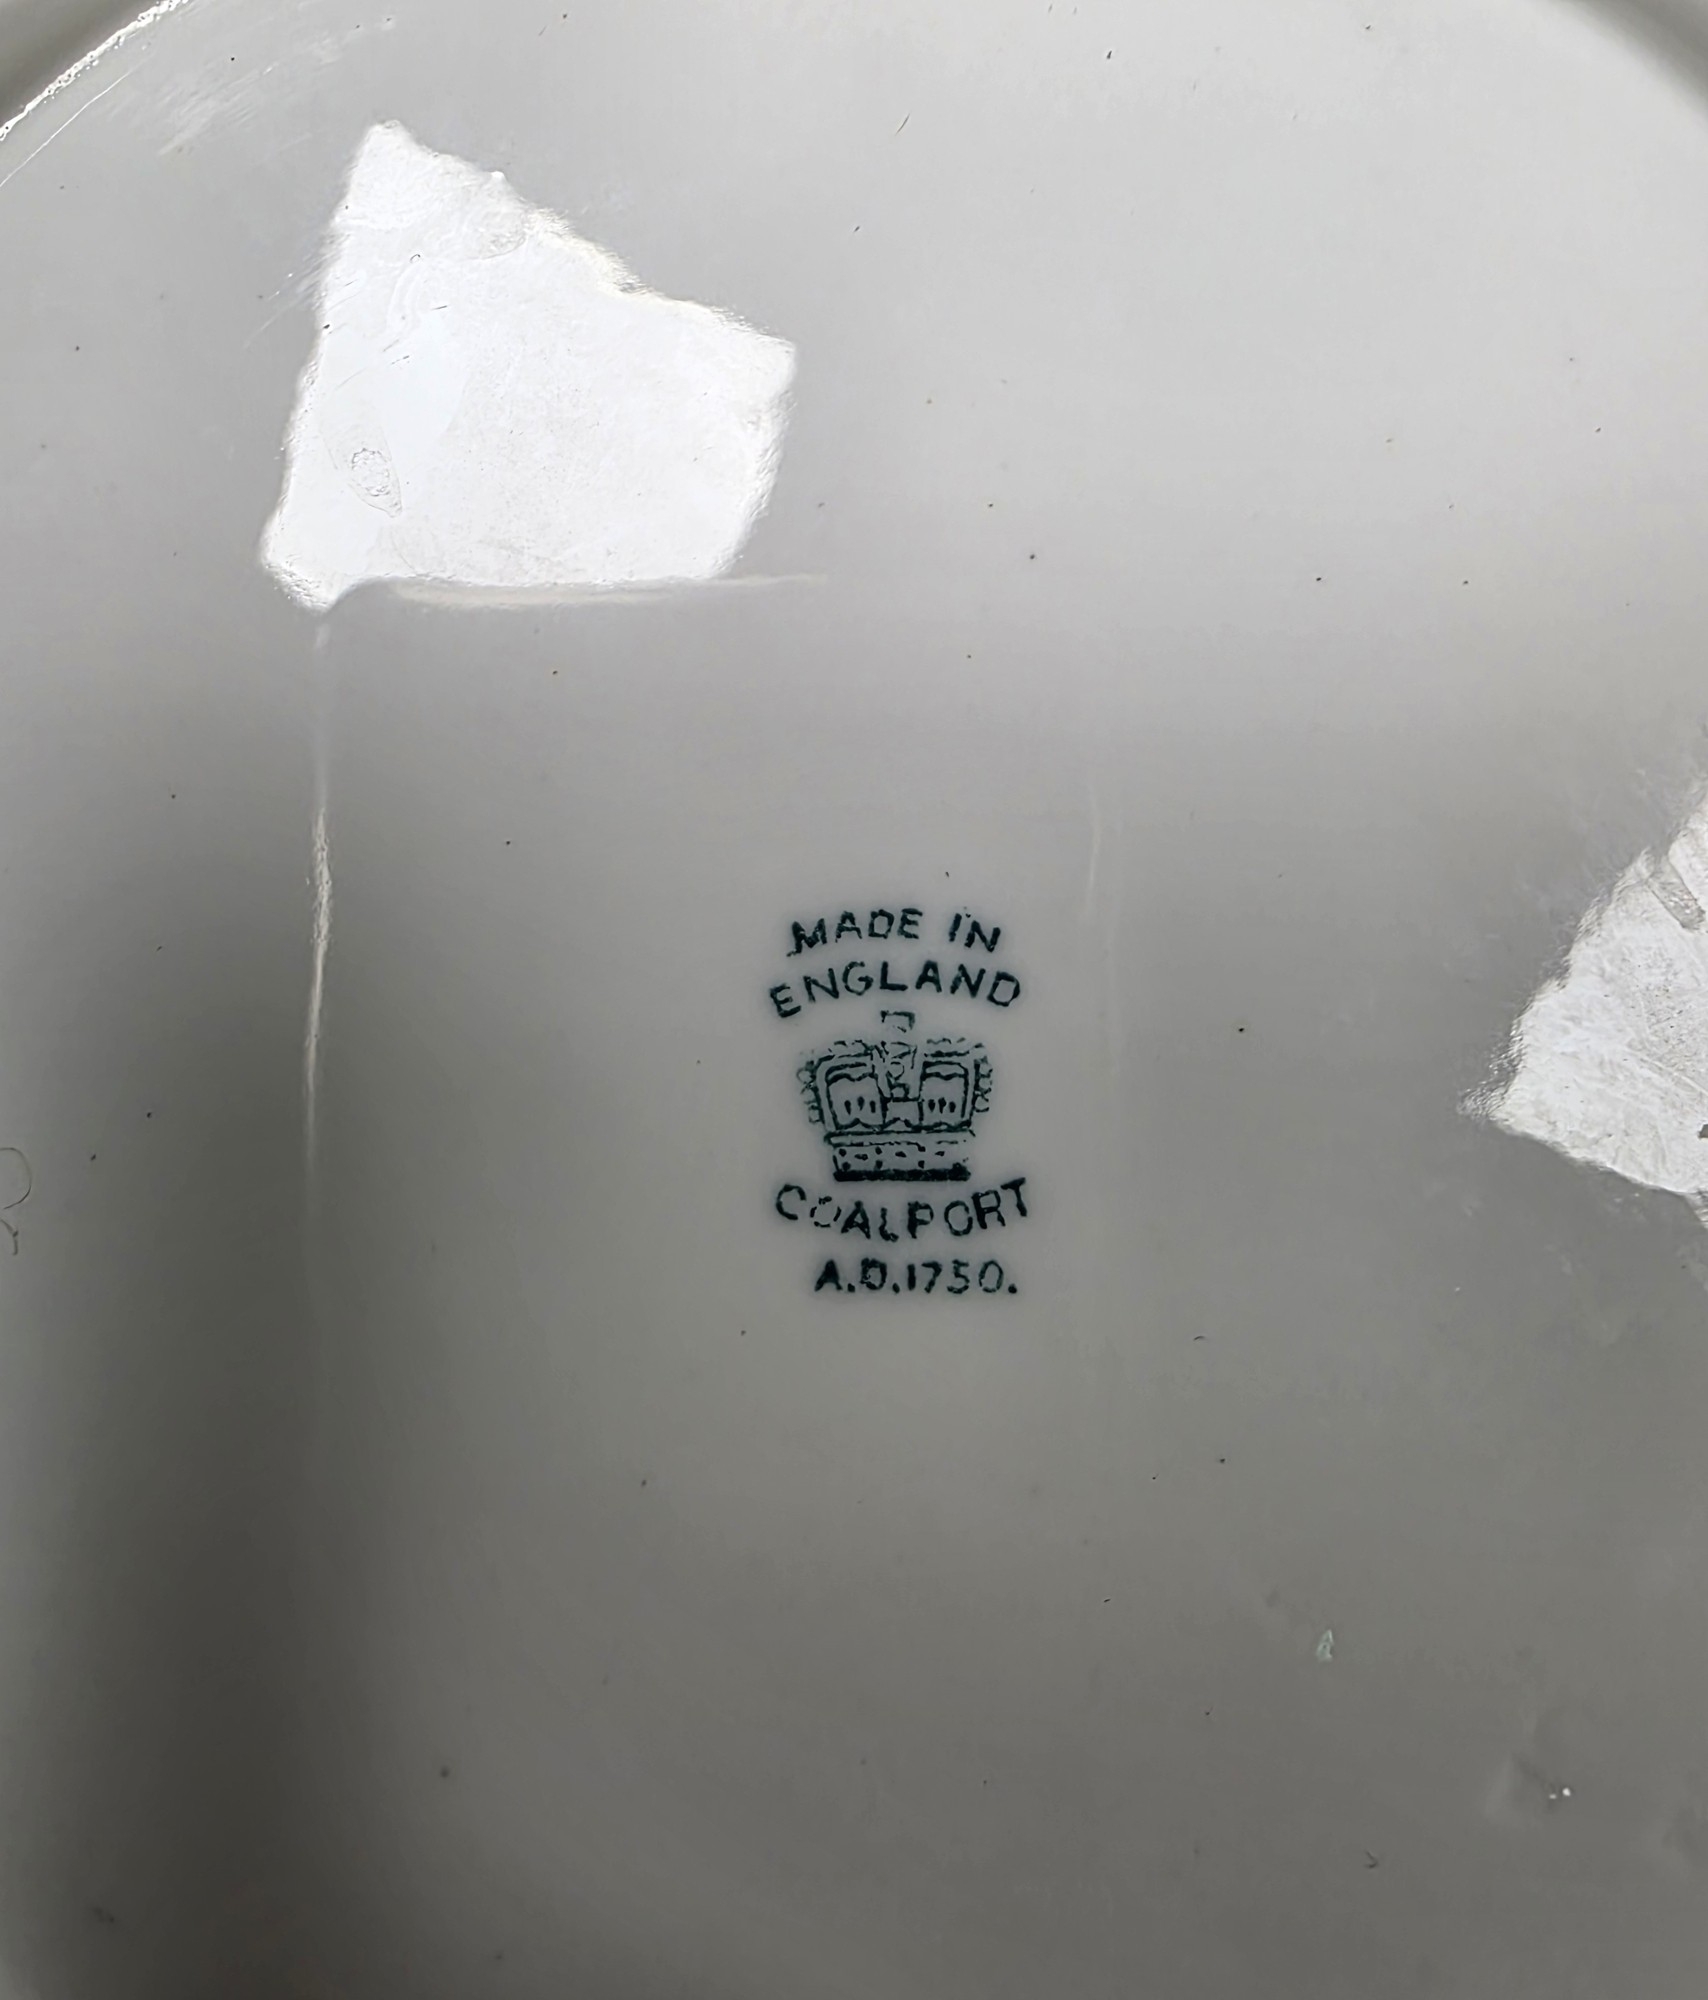 MADE IN
ENGLAND
COALPORT
A.D.1750.